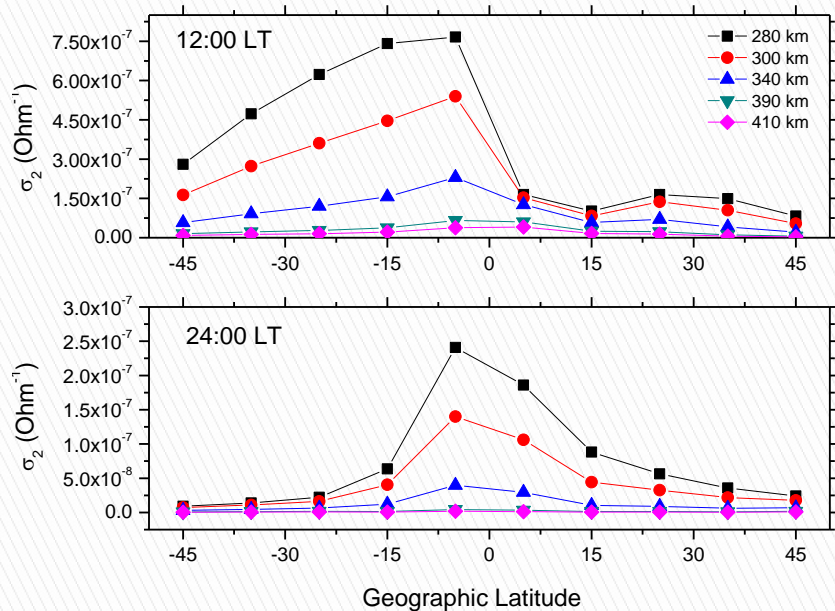 12:00 LT
280 km
300 km
340 km
390 km
410 km
σ₂ (Ohm⁻¹)
7.50x10⁻⁷
6.00x10⁻⁷
4.50x10⁻⁷
3.00x10⁻⁷
1.50x10⁻⁷
0.00
-45 -30 -15 0 15 30 45
24:00 LT
σ₂ (Ohm⁻¹)
3.0x10⁻⁷
2.5x10⁻⁷
2.0x10⁻⁷
1.5x10⁻⁷
1.0x10⁻⁷
5.0x10⁻⁸
0.0
-45 -30 -15 0 15 30 45
Geographic Latitude